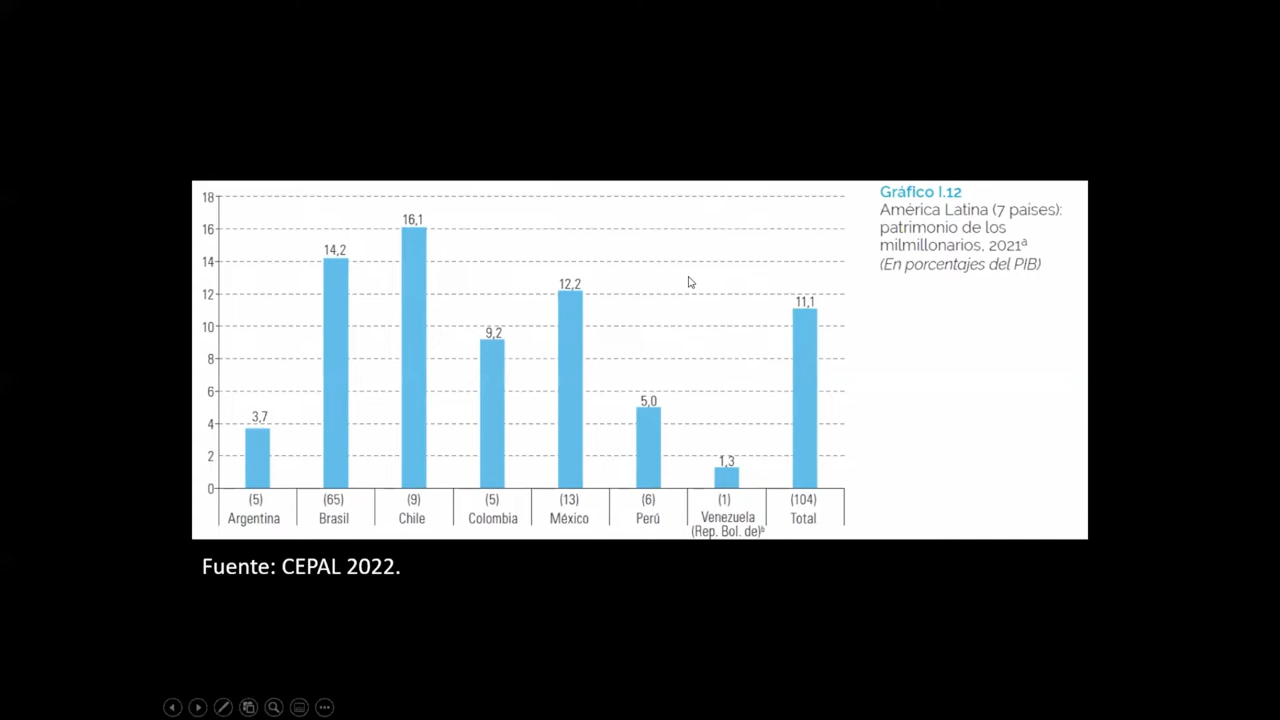 Gráfico I.12
América Latina (7 países):
patrimonio de los
milmillonarios, 2021ª
(En porcentajes del PIB)
18
16
14
12
10
8
6
4
2
0
3,7
14,2
16,1
9,2
12,2
5,0
1,3
11,1
(5) (65) (9) (5) (13) (6) (1) (104)
Argentina Brasil Chile Colombia México Perú Venezuela Total
(Rep. Bol. de)ᵇ
Fuente: CEPAL 2022.